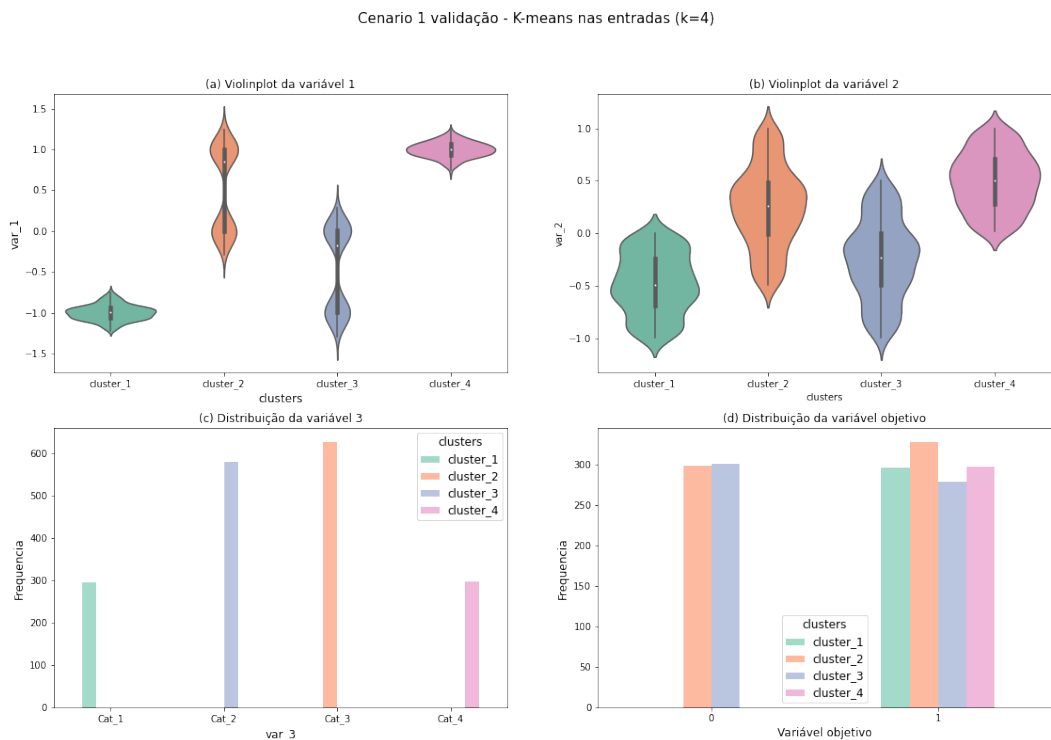 Cenario 1 validação - K-means nas entradas (k=4)
(a) Violinplot da variável 1
1.5
1.0
0.5
0.0
−0.5
−1.0
−1.5
var_1
cluster_1 cluster_2 cluster_3 cluster_4
clusters
(b) Violinplot da variável 2
1.0
0.5
0.0
−0.5
−1.0
var_2
cluster_1 cluster_2 cluster_3 cluster_4
clusters
(c) Distribuição da variável 3
600
500
400
300
200
100
0
Frequencia
clusters
cluster_1
cluster_2
cluster_3
cluster_4
Cat_1 Cat_2 Cat_3 Cat_4
var_3
(d) Distribuição da variável objetivo
300
250
200
150
100
50
0
Frequencia
clusters
cluster_1
cluster_2
cluster_3
cluster_4
0 1
Variável objetivo